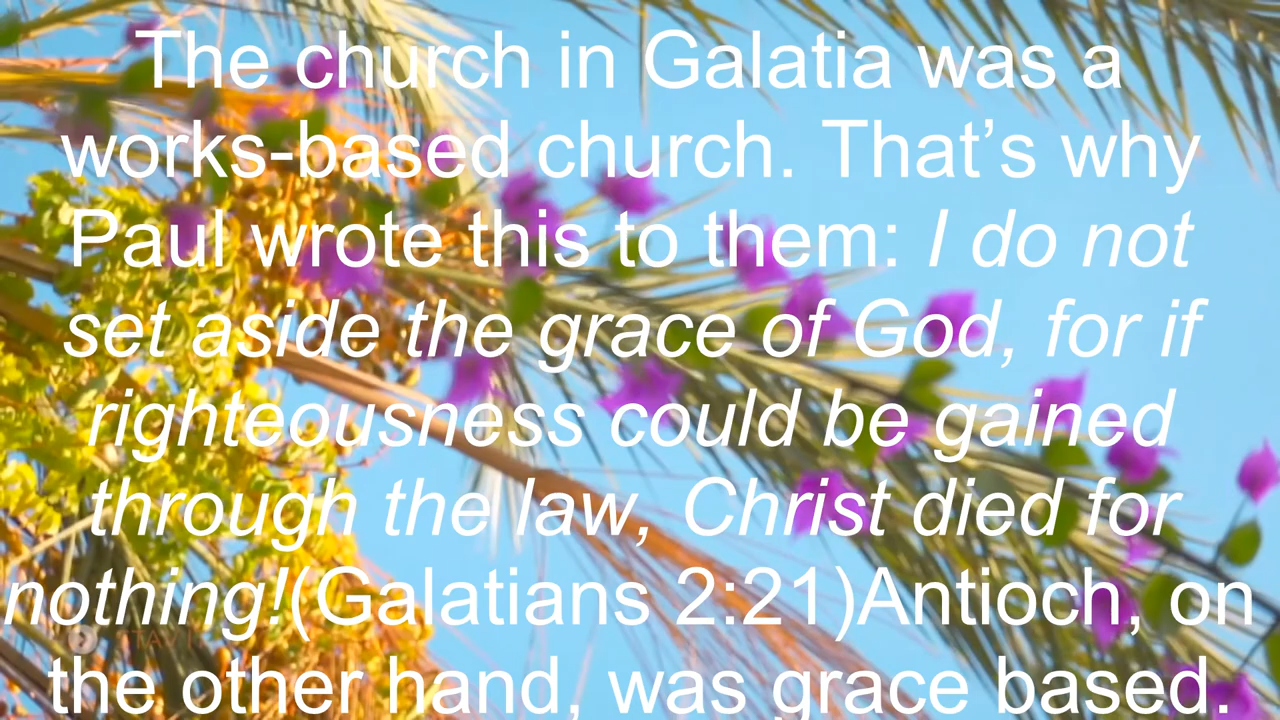 The church in Galatia was a
works-based church. That’s why
Paul wrote this to them: I do not
set aside the grace of God, for if
righteousness could be gained
through the law, Christ died for
nothing!(Galatians 2:21)Antioch, on
the other hand, was grace based.